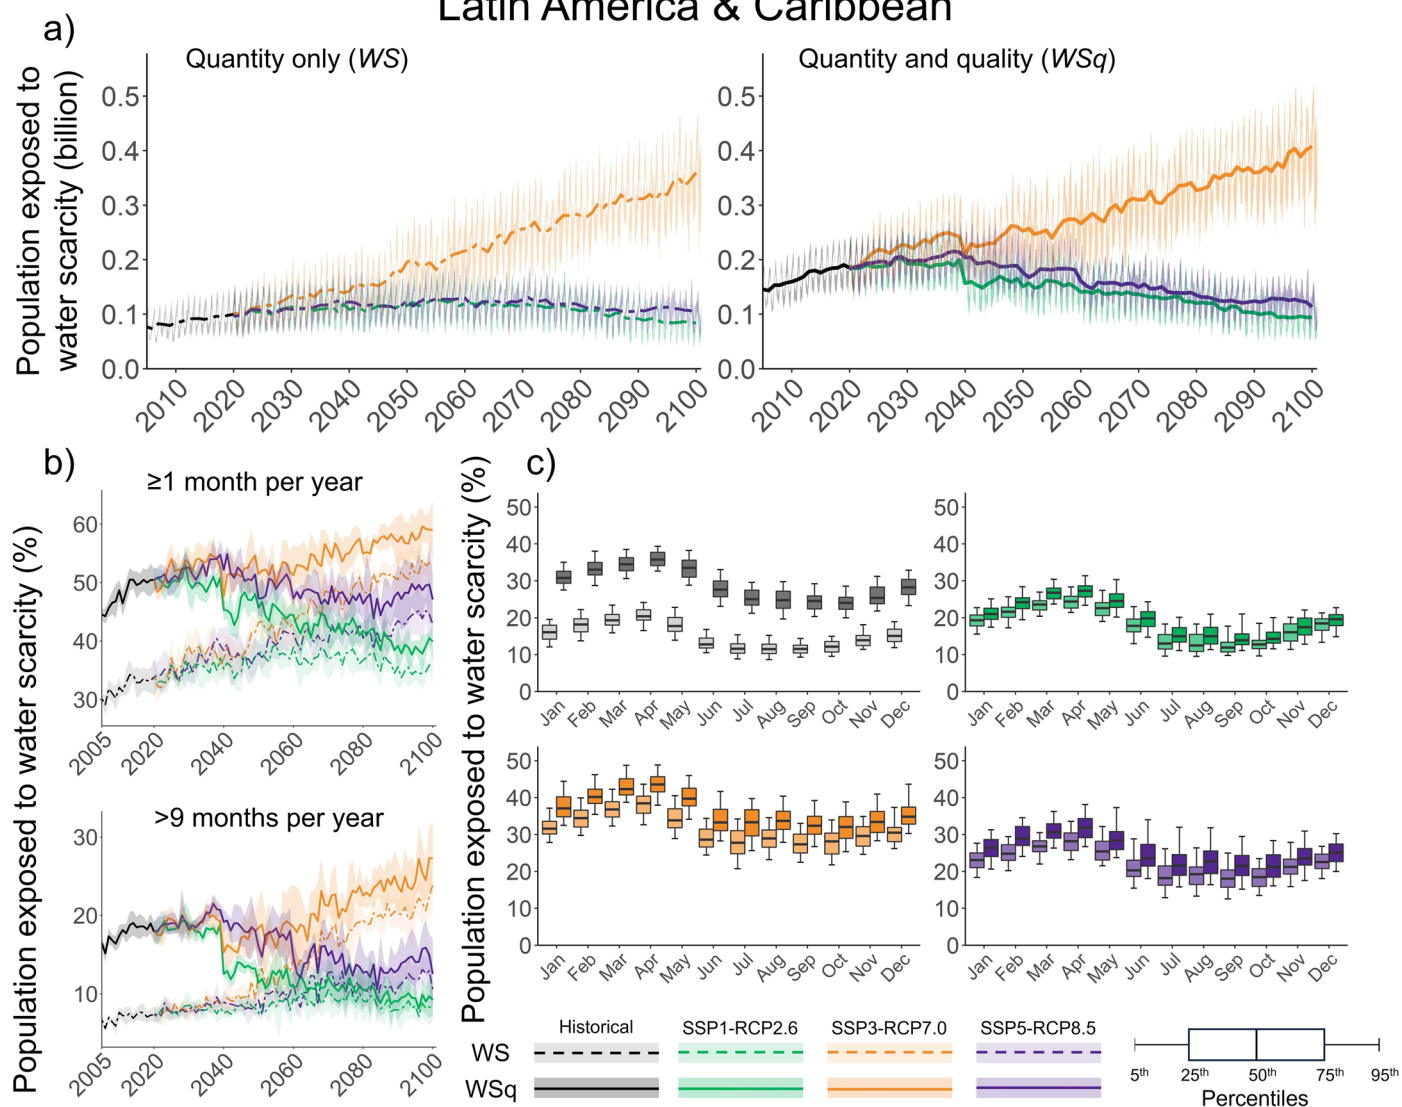 Latin America & Caribbean
a)
Quantity only (WS)
Quantity and quality (WSq)
Population exposed to
water scarcity (billion)
0.5
0.4
0.3
0.2
0.1
0.0
2010 2020 2030 2040 2050 2060 2070 2080 2090 2100
0.5
0.4
0.3
0.2
0.1
0.0
2010 2020 2030 2040 2050 2060 2070 2080 2090 2100
b)
Population exposed to water scarcity (%)
≥1 month per year
60
50
40
30
2005 2020 2040 2060 2080 2100
>9 months per year
30
20
10
2005 2020 2040 2060 2080 2100
c)
Population exposed to water scarcity (%)
50
40
30
20
10
0
Jan Feb Mar Apr May Jun Jul Aug Sep Oct Nov Dec
50
40
30
20
10
0
Jan Feb Mar Apr May Jun Jul Aug Sep Oct Nov Dec
50
40
30
20
10
0
Jan Feb Mar Apr May Jun Jul Aug Sep Oct Nov Dec
50
40
30
20
10
0
Jan Feb Mar Apr May Jun Jul Aug Sep Oct Nov Dec
Historical SSP1-RCP2.6 SSP3-RCP7.0 SSP5-RCP8.5
WS
WSq
5th 25th 50th 75th 95th
Percentiles